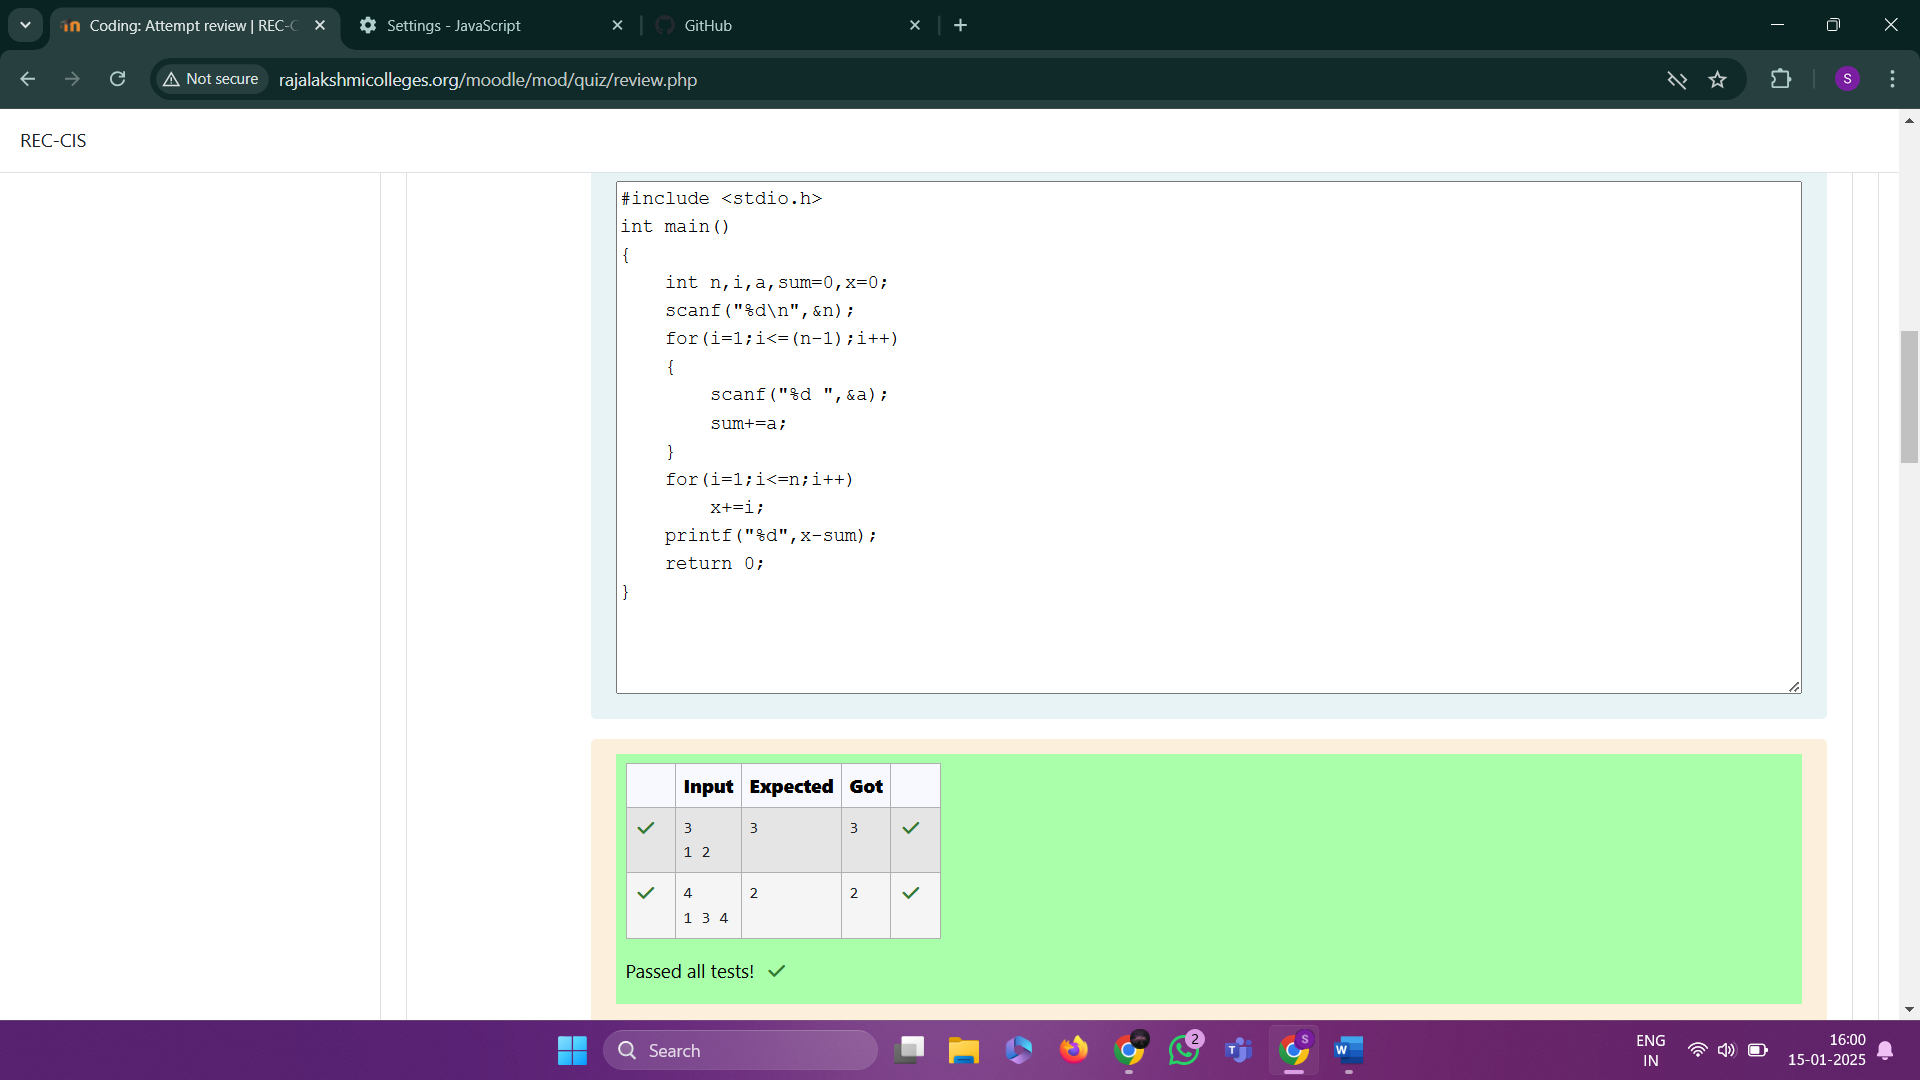 Coding: Attempt review | REC-C
Settings - JavaScript
GitHub
Not secure
rajalakshmicolleges.org/moodle/mod/quiz/review.php
S
REC-CIS
#include <stdio.h>
int main()
{
    int n,i,a,sum=0,x=0;
    scanf("%d\n",&n);
    for(i=1;i<=(n-1);i++)
    {
        scanf("%d ",&a);
        sum+=a;
    }
    for(i=1;i<=n;i++)
        x+=i;
    printf("%d",x-sum);
    return 0;
}
Input Expected Got
3 3 3
1 2
4 2 2
1 3 4
Passed all tests!
Search
2
T
S
W
ENG
IN
16:00
15-01-2025